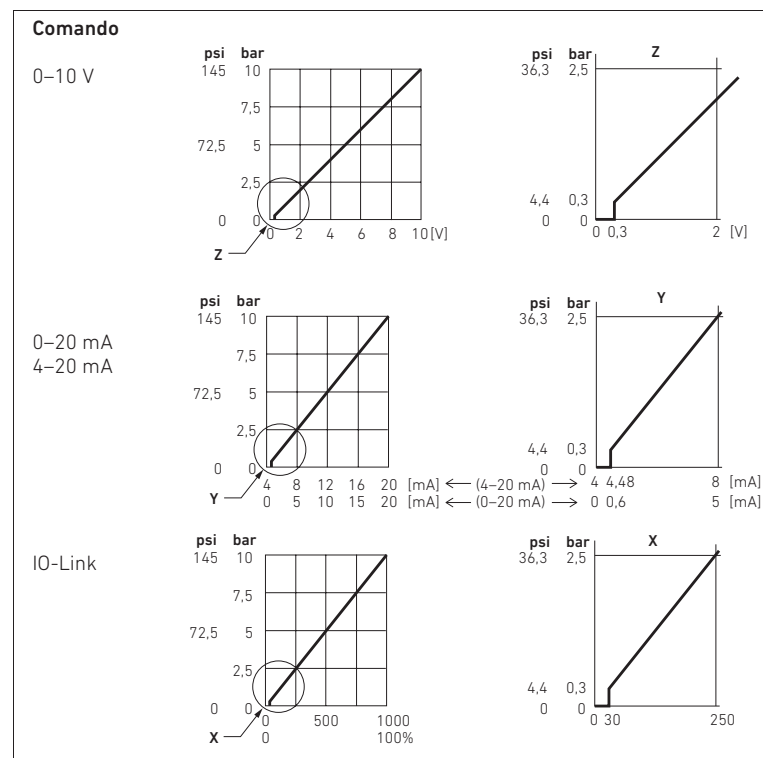 Comando
0–10 V
psi bar
145 10
7,5
72,5 5
2,5
0 0
0 2 4 6 8 10[V]
Z
psi bar Z
36,3 2,5
4,4 0,3
0 0
0 0,3 2 [V]
0–20 mA
4–20 mA
psi bar
145 10
7,5
72,5 5
2,5
0 0
Y
psi bar Y
36,3 2,5
4,4 0,3
0 0
4 8 12 16 20 [mA] ← (4–20 mA) → 4 4,48 8 [mA]
0 5 10 15 20 [mA] ← (0–20 mA) → 0 0,6 5 [mA]
IO-Link
psi bar
145 10
7,5
72,5 5
2,5
0 0
0 500 1000
0 100%
X
psi bar X
36,3 2,5
4,4 0,3
0 0
0 30 250